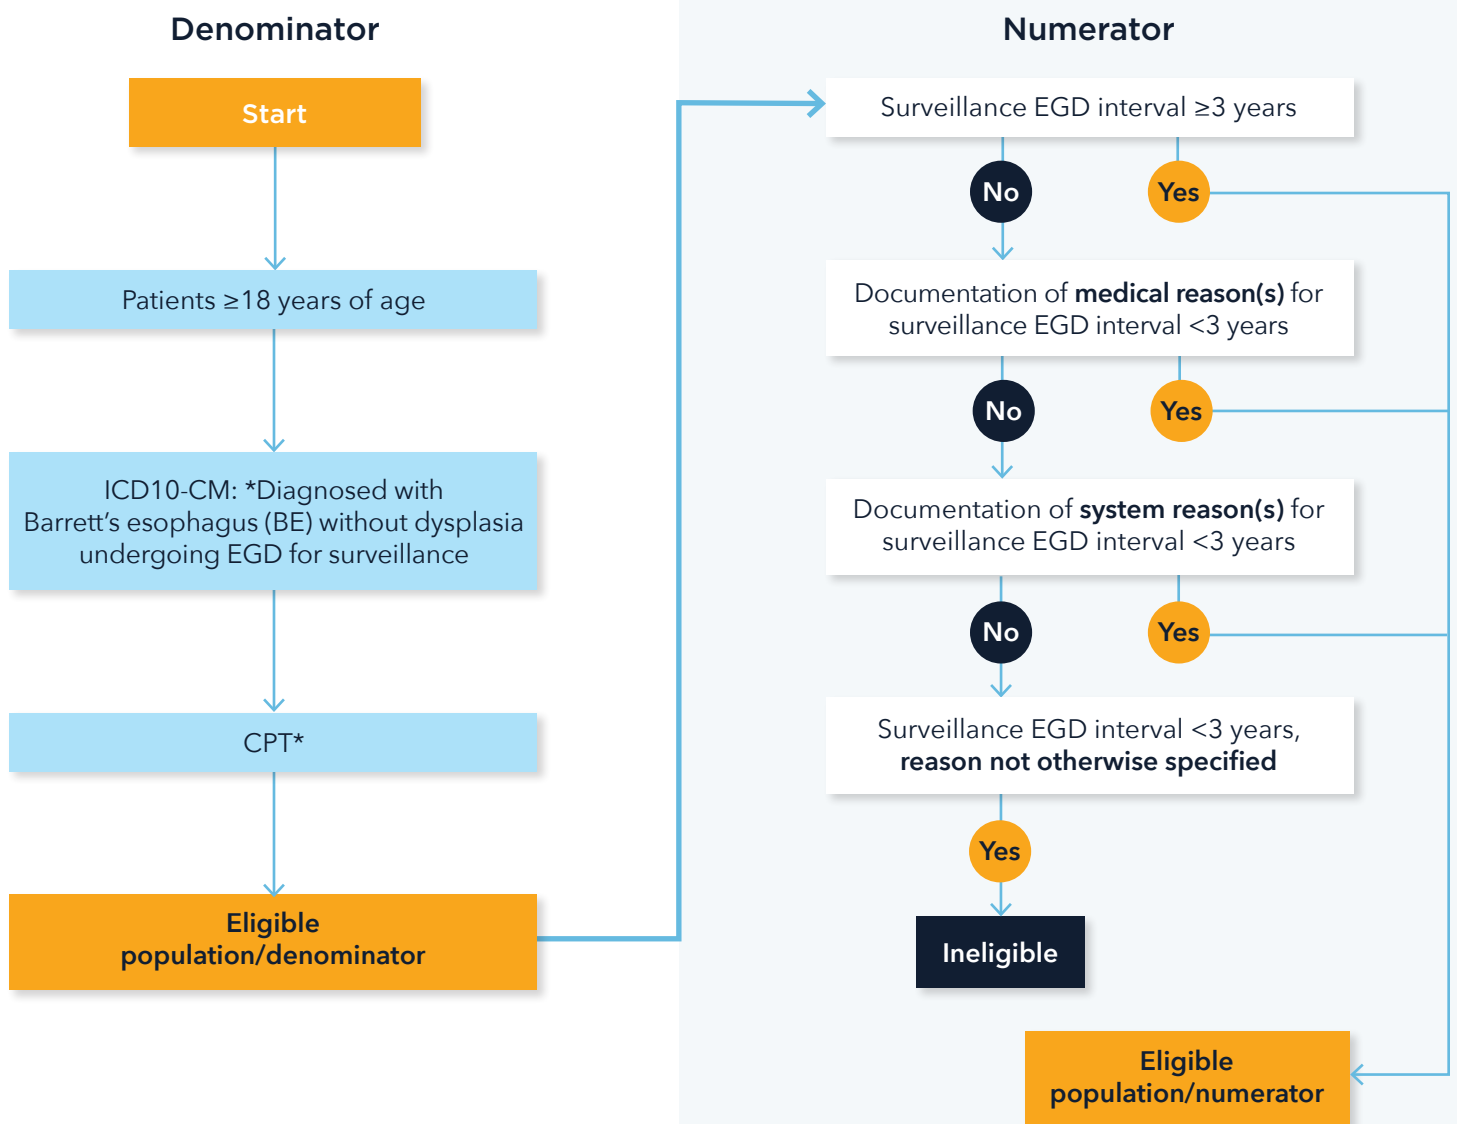 Denominator
Start
Patients ≥18 years of age
ICD10-CM: *Diagnosed with
Barrett's esophagus (BE) without dysplasia
undergoing EGD for surveillance
CPT*
Eligible
population/denominator
Numerator
Surveillance EGD interval ≥3 years
No
Yes
Documentation of medical reason(s) for
surveillance EGD interval <3 years
No
Yes
Documentation of system reason(s) for
surveillance EGD interval <3 years
No
Yes
Surveillance EGD interval <3 years,
reason not otherwise specified
Yes
Ineligible
Eligible
population/numerator